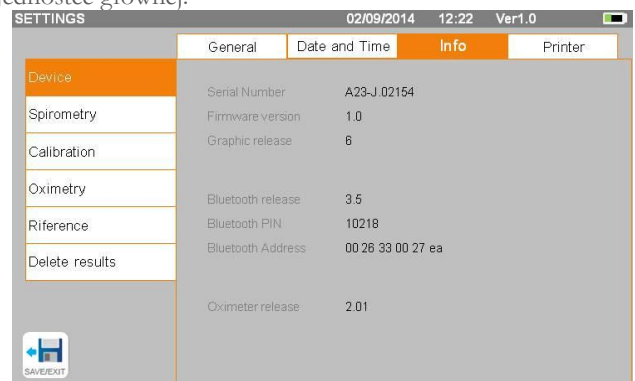 jednostce głównej.
SETTINGS 02/09/2014 12:22 Ver1.0
General Date and Time Info Printer
Device
Spirometry
Calibration
Oximetry
Riference
Delete results
Serial Number A23-J.02154
Firmware version 1.0
Graphic release 6
Bluetooth release 3.5
Bluetooth PIN 10218
Bluetooth Address 00 26 33 00 27 ea
Oximeter release 2.01
SAVE/EXIT